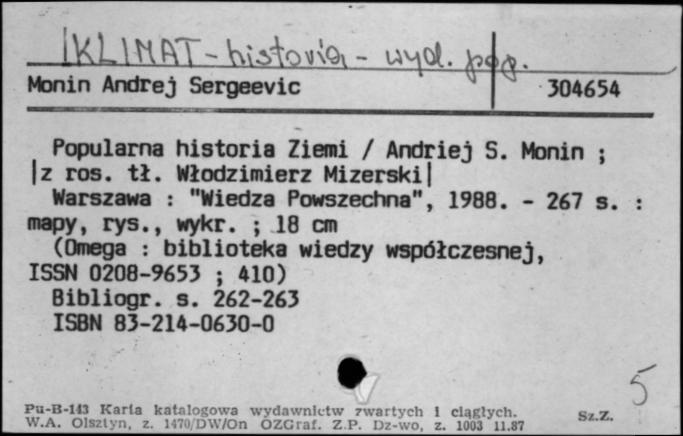 KLIMAT - historia - wyd. pop.
Monin Andrej Sergeevic 304654
Popularna historia Ziemi / Andriej S. Monin ;
|z ros. tł. Włodzimierz Mizerski|
Warszawa : "Wiedza Powszechna", 1988. - 267 s. :
mapy, rys., wykr. ; 18 cm
(Omega : biblioteka wiedzy współczesnej,
ISSN 0208-9653 ; 410)
Bibliogr. s. 262-263
ISBN 83-214-0630-0
5
Pu-B-143 Karta katalogowa wydawnictw zwartych i ciągłych. Sz.Z.
W.A. Olsztyn, z. 1470/DW/On OZGraf. Z.P. Dz-wo, z. 1003 11.87